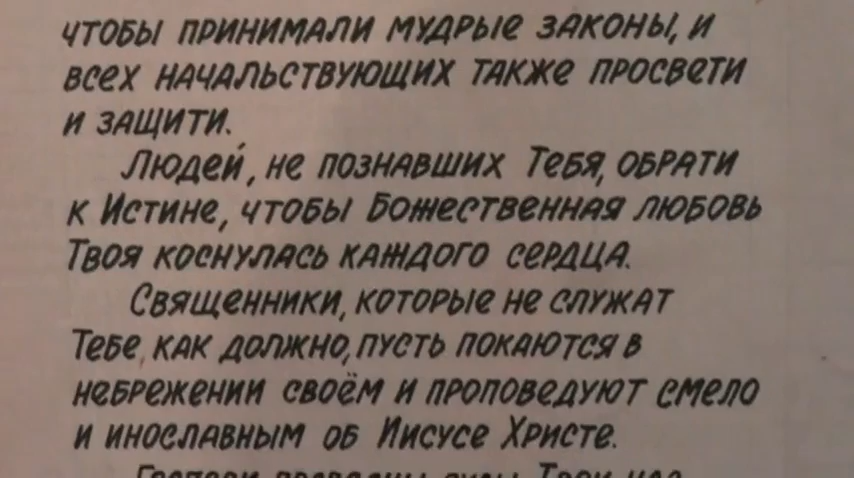 чтобы принимали мудрые законы, и
всех начальствующих также просвети
и защити.
Людей, не познавших Тебя, обрати
к Истине, чтобы Божественная любовь
Твоя коснулась каждого сердца.
Священники, которые не служат
Тебе, как должно, пусть покаются в
небрежении своём и проповедуют смело
и инославным об Иисусе Христе.